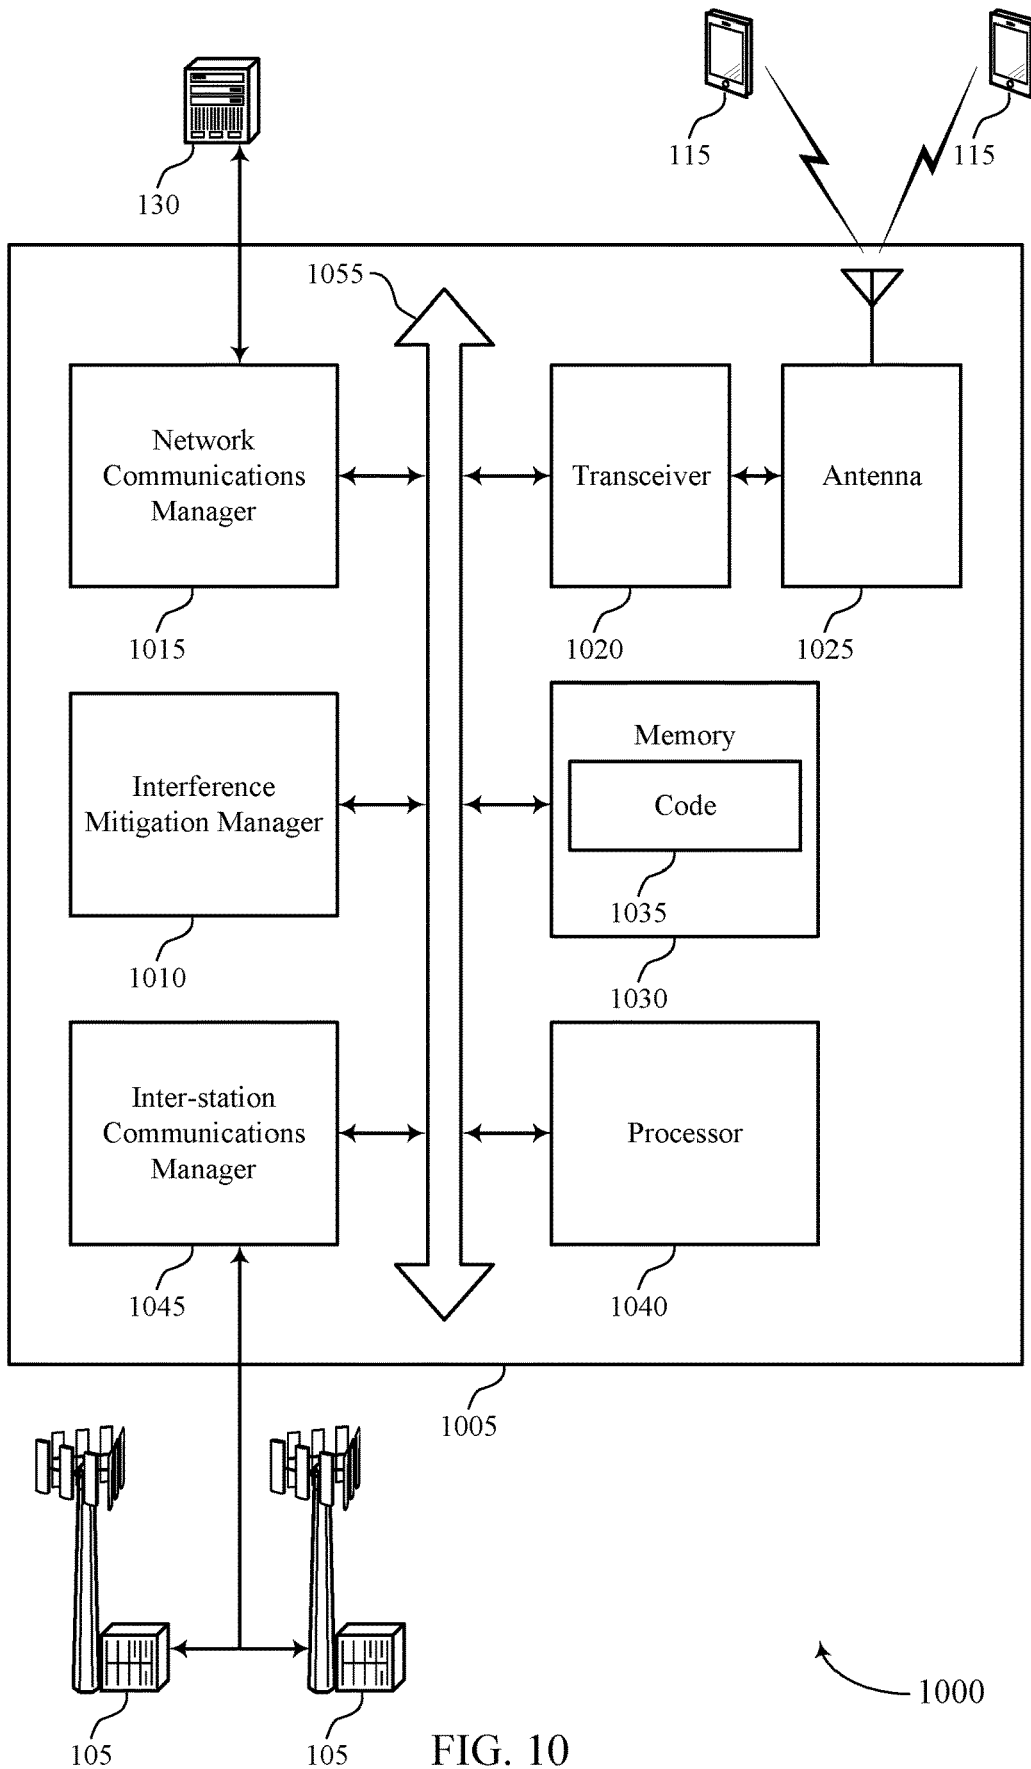 115
115
130
1055
Network
Communications
Manager
Transceiver
Antenna
1015
1020
1025
Interference
Mitigation Manager
Memory
Code
1035
1010
1030
Inter-station
Communications
Manager
Processor
1045
1040
1005
1000
105
105
FIG. 10